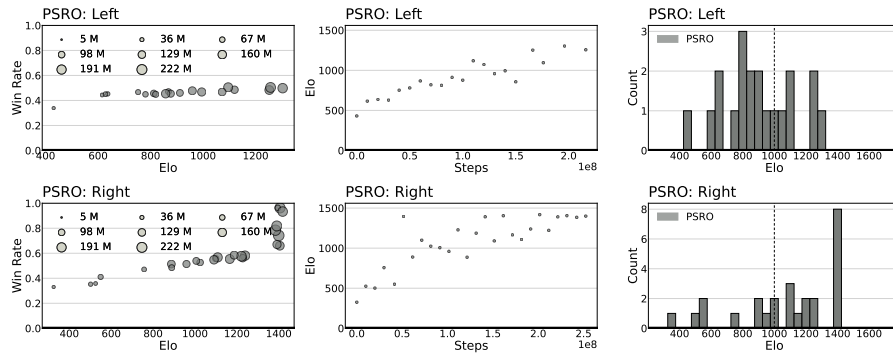 PSRO: Left
1.0
0.8
0.6
0.4
0.2
0.0
Win Rate
5 M
36 M
67 M
98 M
129 M
160 M
191 M
222 M
400
600
800
1000
1200
Elo
PSRO: Left
1500
1000
500
0
Elo
0.0
0.5
1.0
1.5
2.0
1e8
Steps
PSRO: Left
3
2
1
0
Count
PSRO
400
600
800
1000
1200
1400
1600
Elo
PSRO: Right
1.0
0.8
0.6
0.4
0.2
0.0
Win Rate
5 M
36 M
67 M
98 M
129 M
160 M
191 M
222 M
400
600
800
1000
1200
1400
Elo
PSRO: Right
1500
1000
500
0
Elo
0.0
0.5
1.0
1.5
2.0
2.5
1e8
Steps
PSRO: Right
8
6
4
2
0
Count
PSRO
400
600
800
1000
1200
1400
1600
Elo